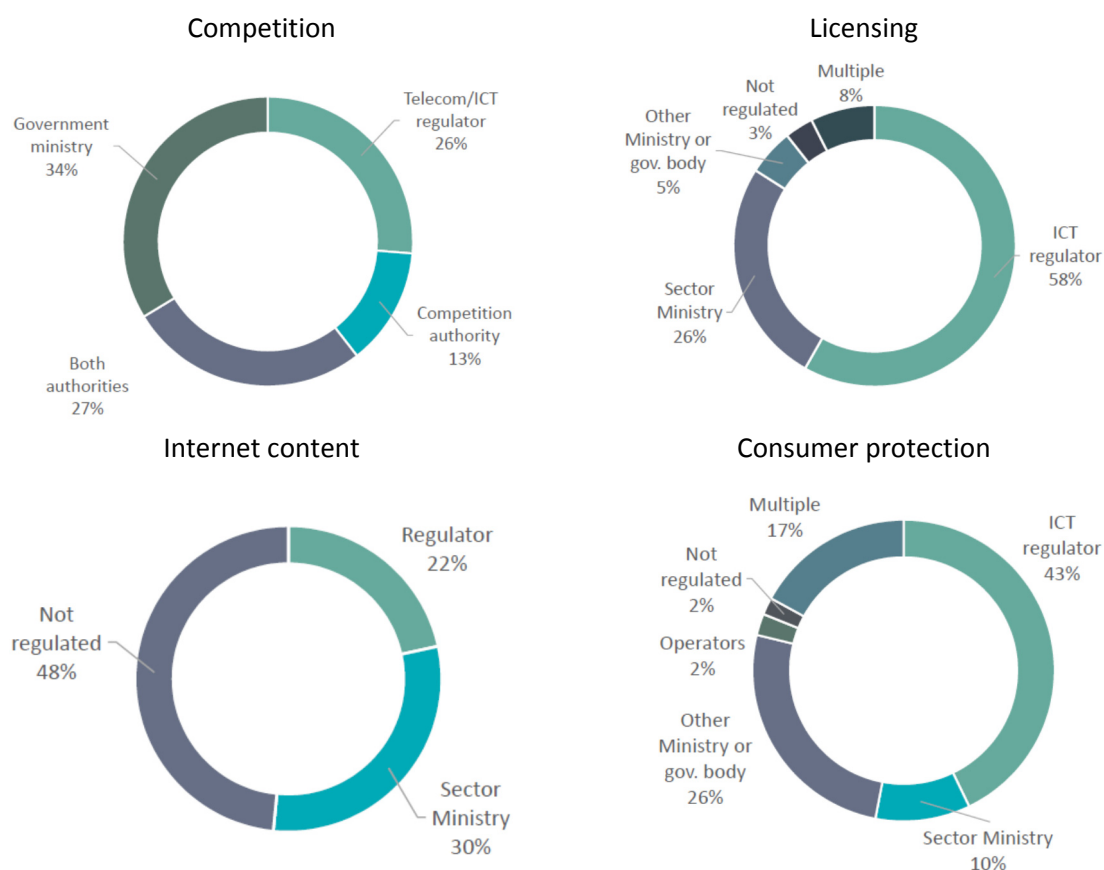 Competition
Telecom/ICT
regulator
26%
Competition
authority
13%
Both
authorities
27%
Government
ministry
34%
Licensing
Multiple
8%
Not
regulated
3%
Other
Ministry or
gov. body
5%
Sector
Ministry
26%
ICT
regulator
58%
Internet content
Regulator
22%
Not
regulated
48%
Sector
Ministry
30%
Consumer protection
Multiple
17%
ICT
regulator
43%
Not
regulated
2%
Operators
2%
Other
Ministry or
gov. body
26%
Sector Ministry
10%